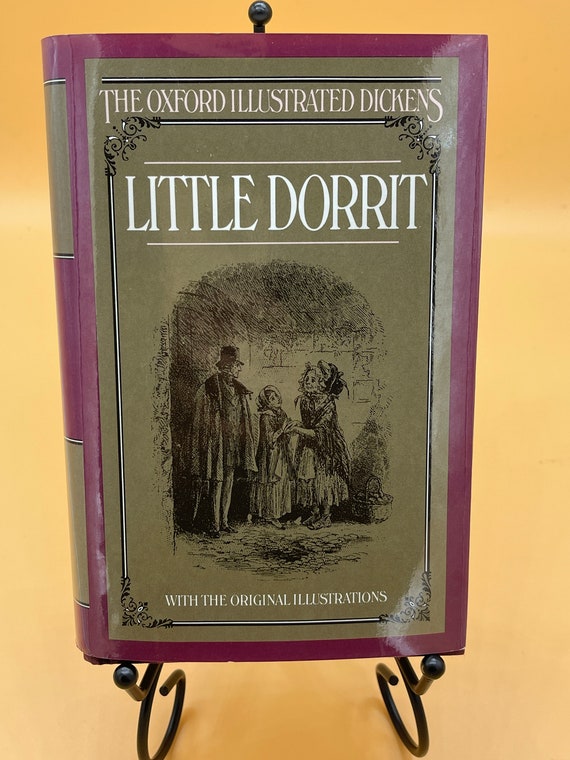 THE OXFORD ILLUSTRATED DICKENS
LITTLE DORRIT
WITH THE ORIGINAL ILLUSTRATIONS